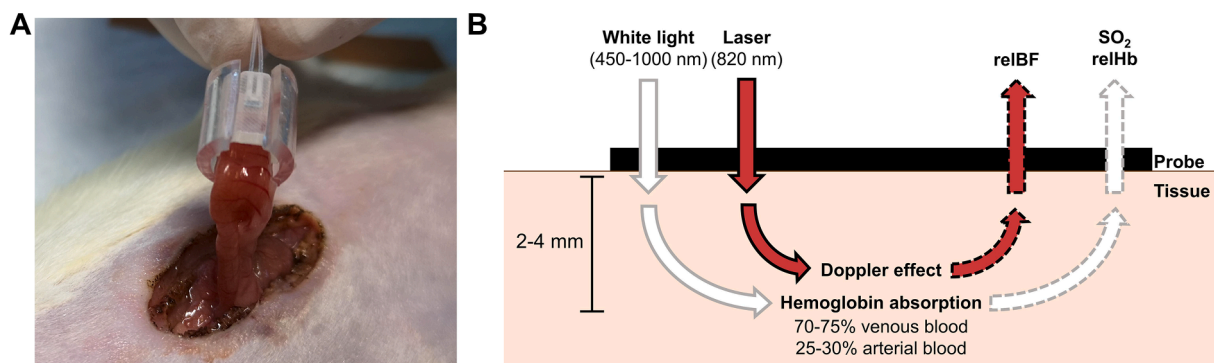 A
B
White light
(450-1000 nm)
Laser
(820 nm)
relBF
SO₂
relHb
Probe
Tissue
2-4 mm
Doppler effect
Hemoglobin absorption
70-75% venous blood
25-30% arterial blood